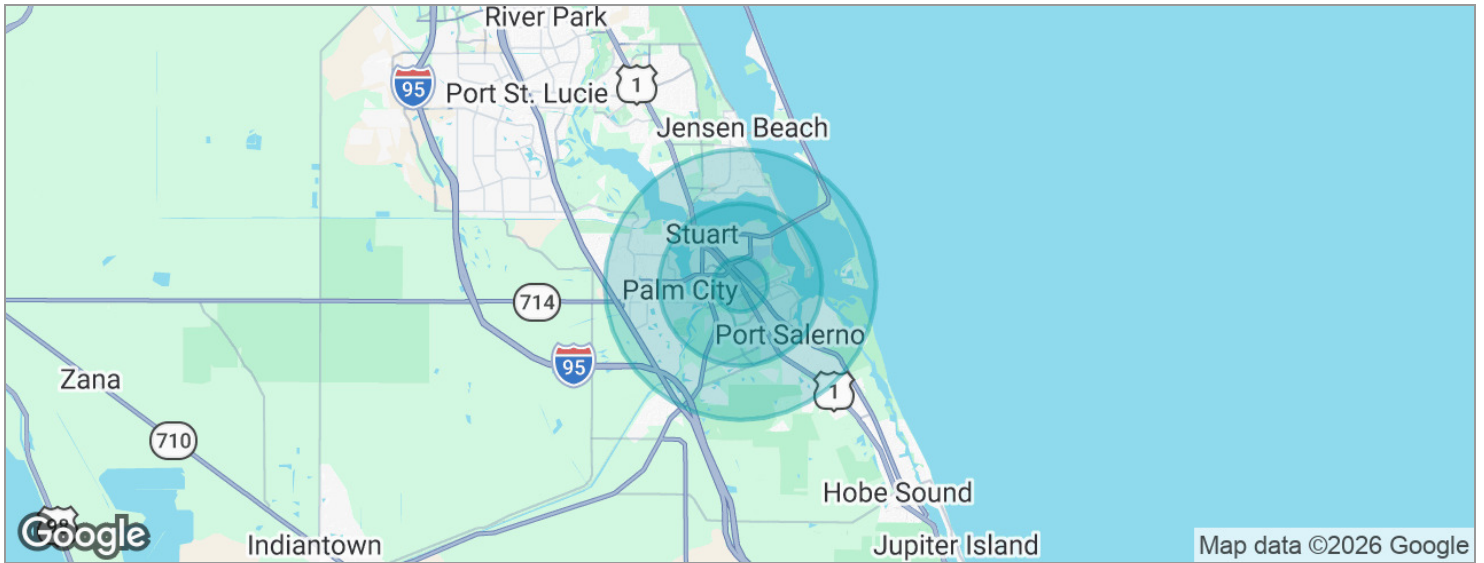 River Park
95
Port St. Lucie
1
Jensen Beach
Stuart
Palm City
714
Port Salerno
95
Zana
1
710
Hobe Sound
98
Google
Indiantown
Jupiter Island
Map data ©2026 Google